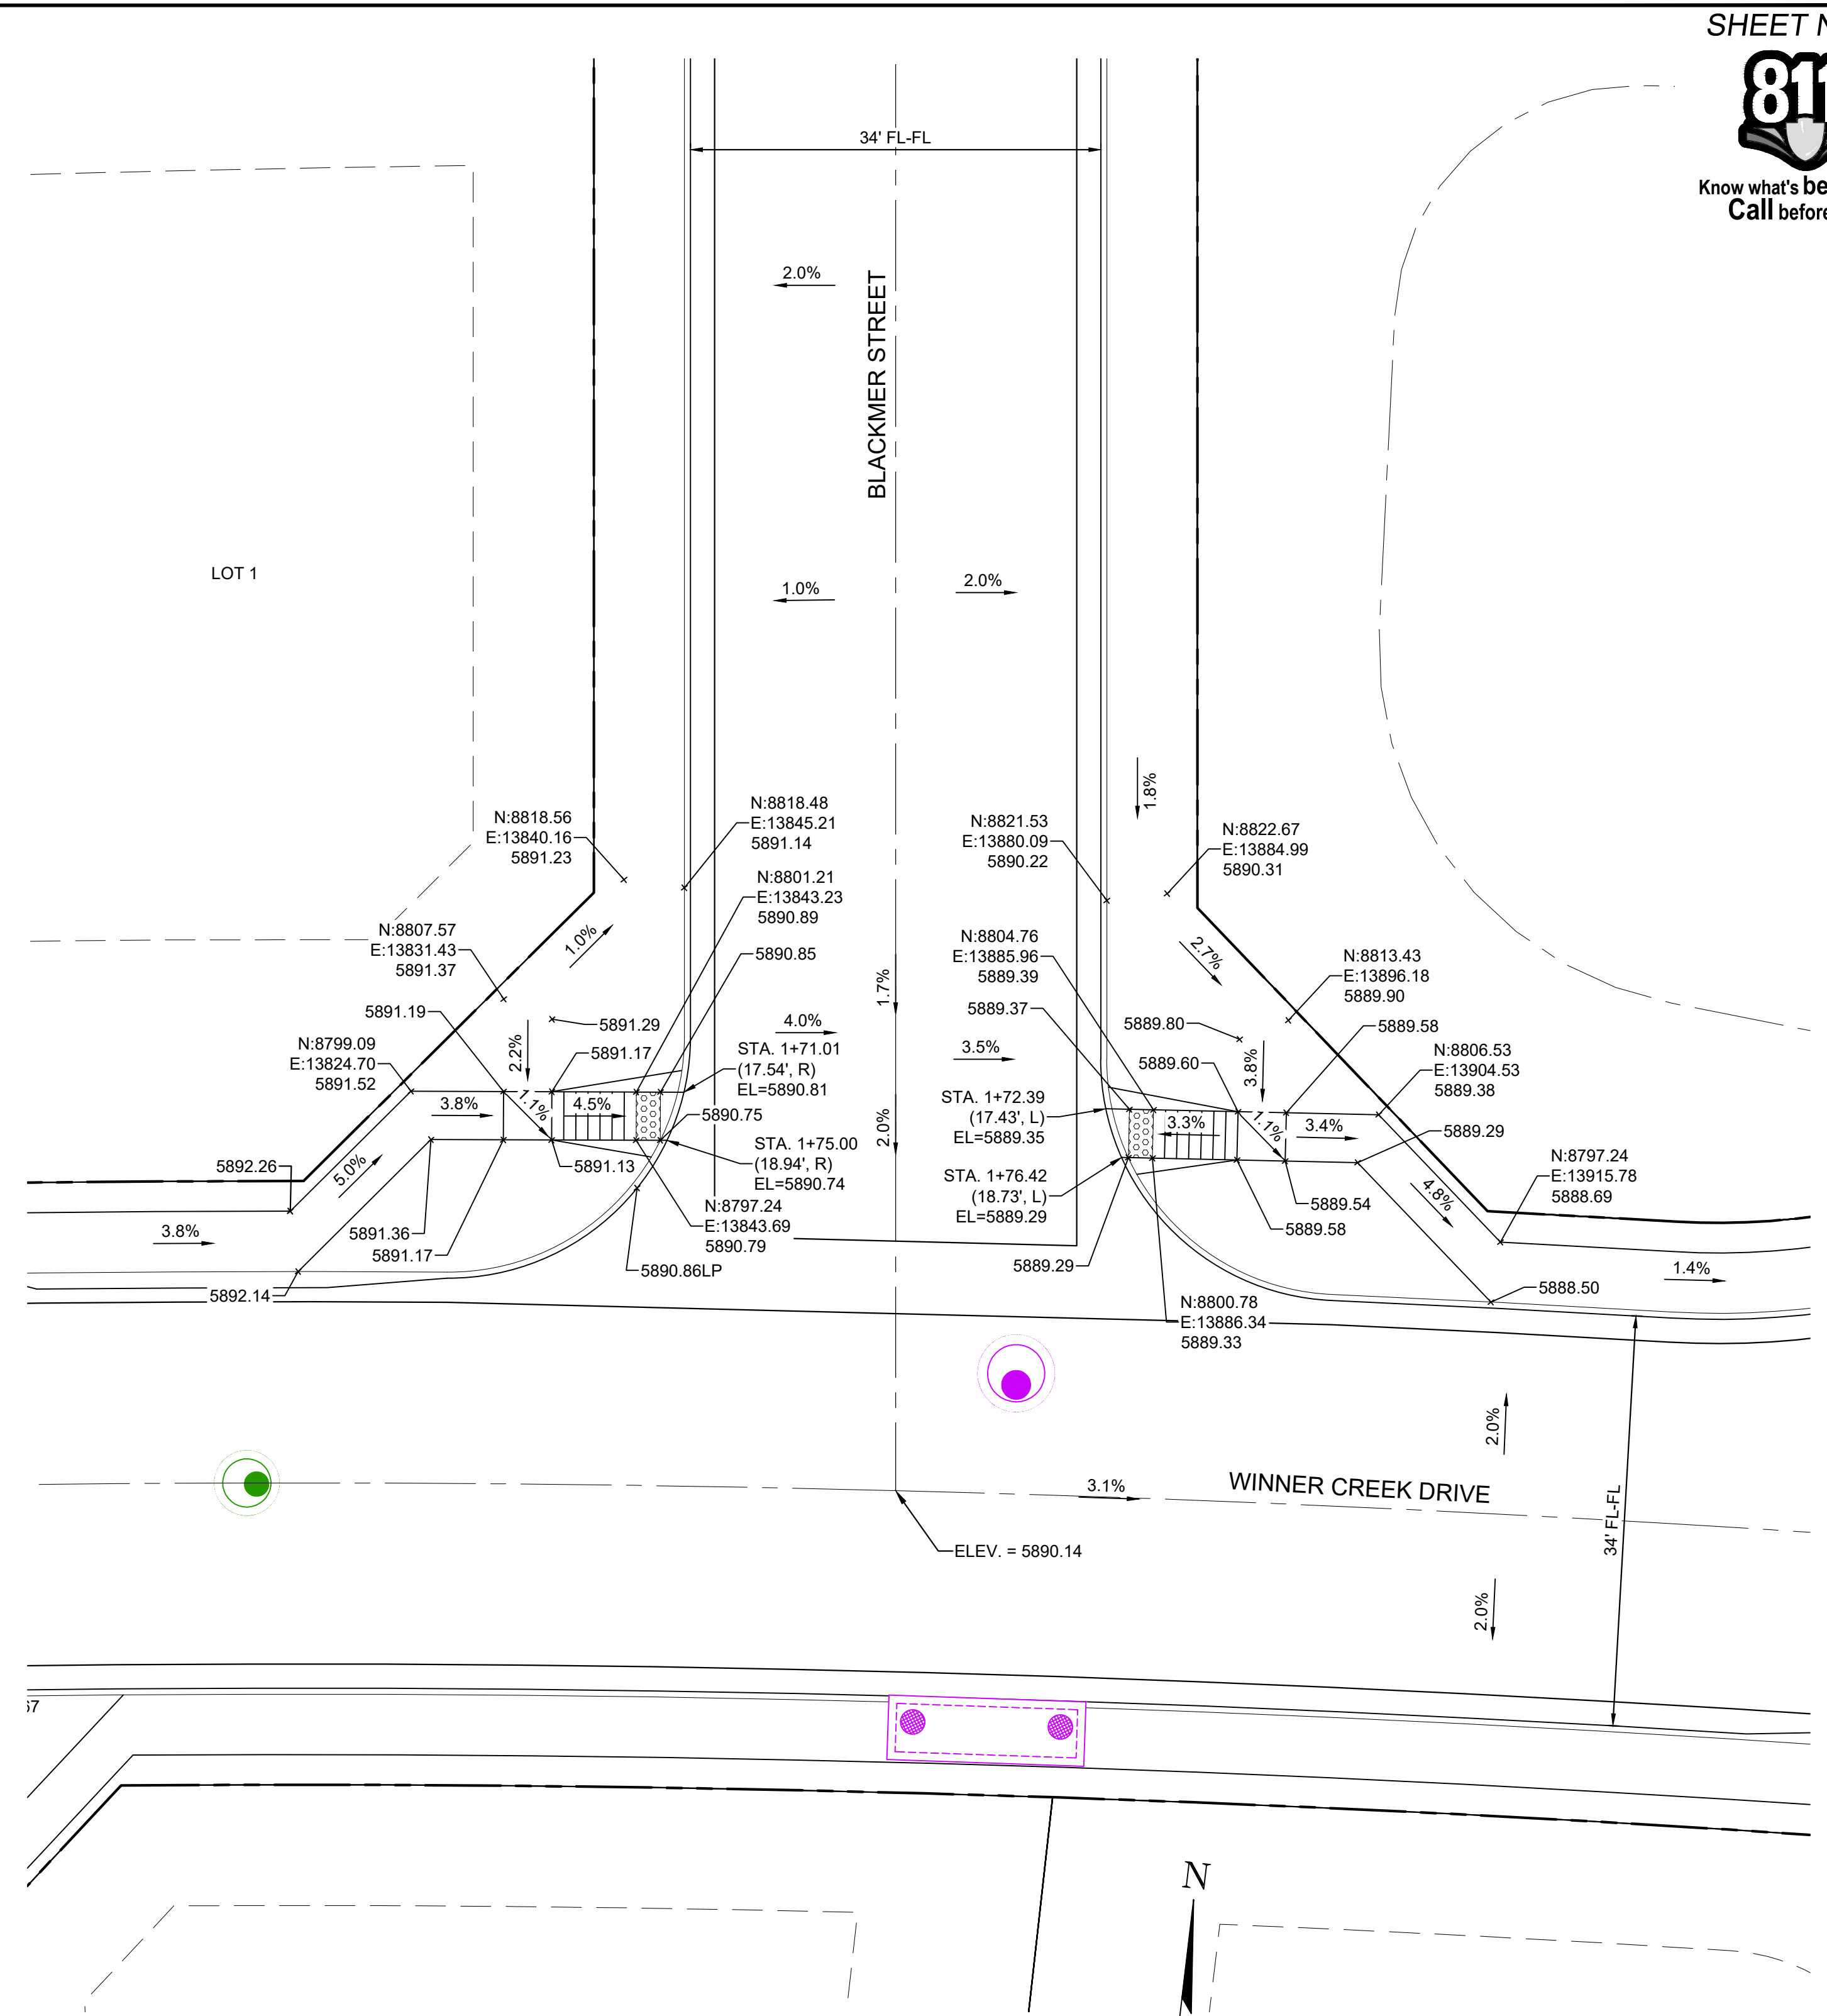 SHEET N
811
Know what's be
Call before
34' FL-FL
2.0%
BLACKMER STREET
LOT 1
1.0%
2.0%
1.8%
N:8818.56
E:13840.16
5891.23
N:8818.48
E:13845.21
5891.14
N:8821.53
E:13880.09
5890.22
N:8822.67
E:13884.99
5890.31
N:8801.21
E:13843.23
5890.89
N:8807.57
E:13831.43
5891.37
1.0%
5890.85
N:8804.76
E:13885.96
5889.39
2.7%
N:8813.43
E:13896.18
5889.90
1.7%
5891.19
5891.29
4.0%
5889.37
5889.80
5889.58
N:8799.09
E:13824.70
5891.52
2.2%
5891.17
STA. 1+71.01
(17.54', R)
EL=5890.81
3.5%
5889.60
3.8%
N:8806.53
E:13904.53
5889.38
3.8%
1.1%
4.5%
5890.75
2.0%
STA. 1+72.39
(17.43', L)
EL=5889.35
3.3%
1.1%
3.4%
5889.29
5892.26
5.0%
5891.13
STA. 1+75.00
(18.94', R)
EL=5890.74
STA. 1+76.42
(18.73', L)
EL=5889.29
5889.54
4.8%
N:8797.24
E:13915.78
5888.69
3.8%
5891.36
5891.17
N:8797.24
E:13843.69
5890.79
5889.58
5892.14
5890.86LP
5889.29
1.4%
5888.50
N:8800.78
E:13886.34
5889.33
2.0%
3.1%
WINNER CREEK DRIVE
34' FL-FL
ELEV. = 5890.14
2.0%
67
N